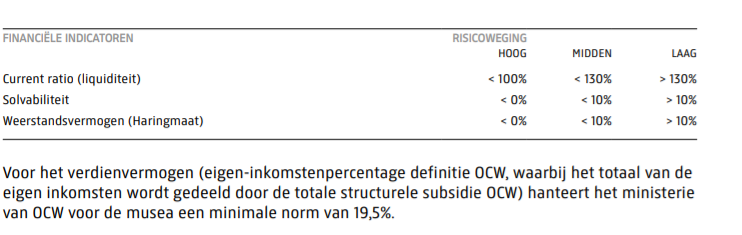 FINANCIËLE INDICATOREN RISICOWEGING
HOOG MIDDEN LAAG
Current ratio (liquiditeit) < 100% < 130% > 130%
Solvabiliteit < 0% < 10% > 10%
Weerstandsvermogen (Haringmaat) < 0% < 10% > 10%
Voor het verdienvermogen (eigen-inkomstenpercentage definitie OCW, waarbij het totaal van de
eigen inkomsten wordt gedeeld door de totale structurele subsidie OCW) hanteert het ministerie
van OCW voor de musea een minimale norm van 19,5%.